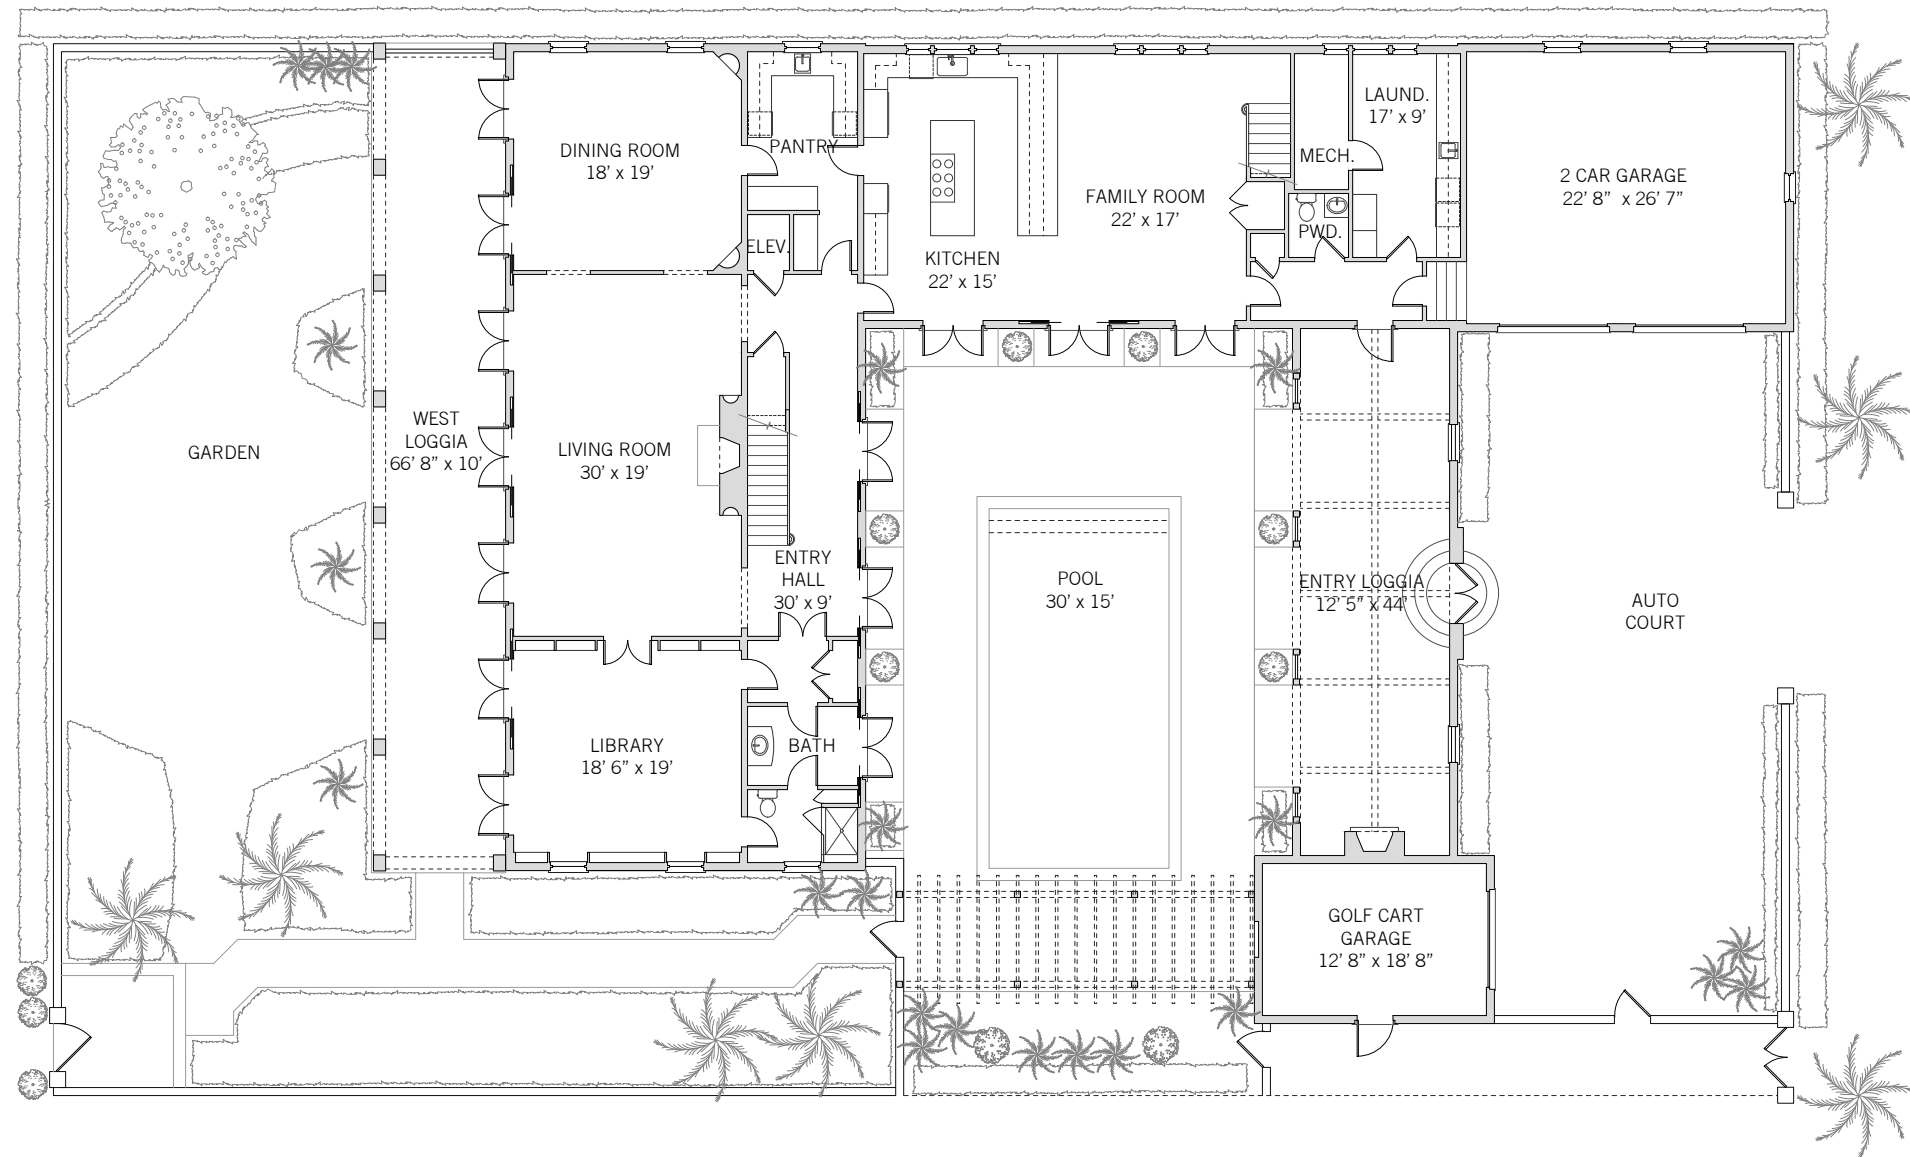 LAUND.
17' x 9'
DINING ROOM
18' x 19'
PANTRY
MECH.
2 CAR GARAGE
22' 8" x 26' 7"
FAMILY ROOM
22' x 17'
PWD.
ELEV.
KITCHEN
22' x 15'
GARDEN
WEST
LOGGIA
66' 8" x 10'
LIVING ROOM
30' x 19'
ENTRY
HALL
30' x 9'
POOL
30' x 15'
ENTRY LOGGIA
12' 5" x 44'
AUTO
COURT
LIBRARY
18' 6" x 19'
BATH
GOLF CART
GARAGE
12' 8" x 18' 8"